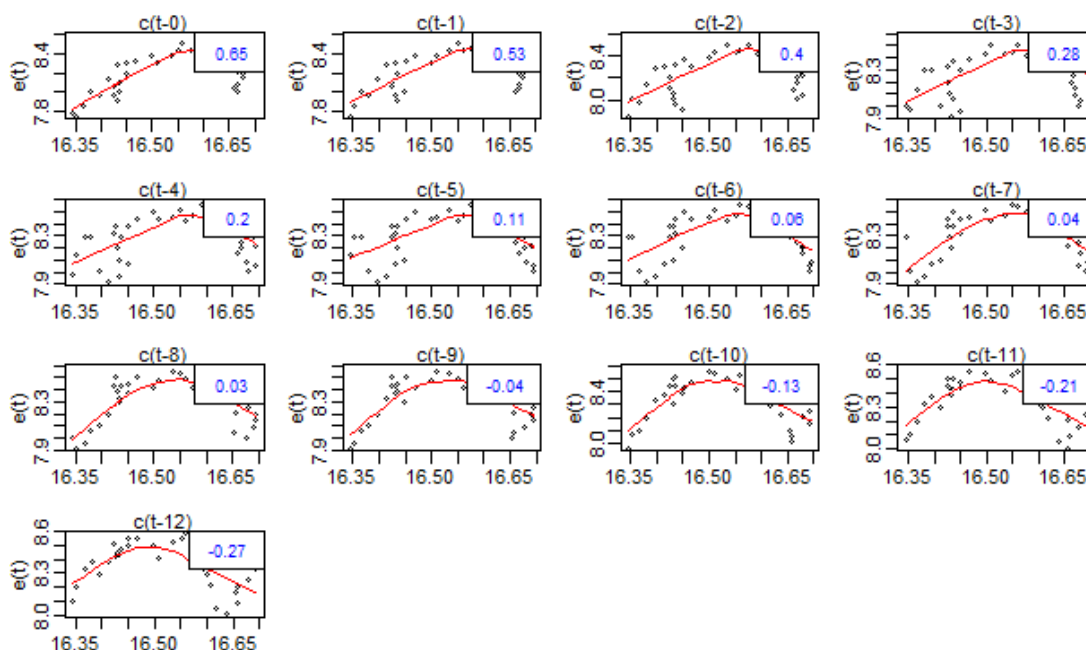 c(t-0) c(t-1) c(t-2) c(t-3)
0.65 0.53 0.4 0.28
e(t) e(t) e(t) e(t)
8.4 8.4 8.4 8.3
7.8 7.8 8.0 7.9
16.35 16.50 16.65 16.35 16.50 16.65 16.35 16.50 16.65 16.35 16.50 16.65
c(t-4) c(t-5) c(t-6) c(t-7)
0.2 0.11 0.06 0.04
e(t) e(t) e(t) e(t)
8.3 8.3 8.3 8.3
7.9 7.9 7.9 7.9
16.35 16.50 16.65 16.35 16.50 16.65 16.35 16.50 16.65 16.35 16.50 16.65
c(t-8) c(t-9) c(t-10) c(t-11)
0.03 -0.04 -0.13 -0.21
e(t) e(t) e(t) e(t)
8.6
8.3 8.3 8.4 8.3
7.9 7.9 8.0 8.0
16.35 16.50 16.65 16.35 16.50 16.65 16.35 16.50 16.65 16.35 16.50 16.65
c(t-12)
-0.27
e(t)
8.6
8.3
8.0
16.35 16.50 16.65